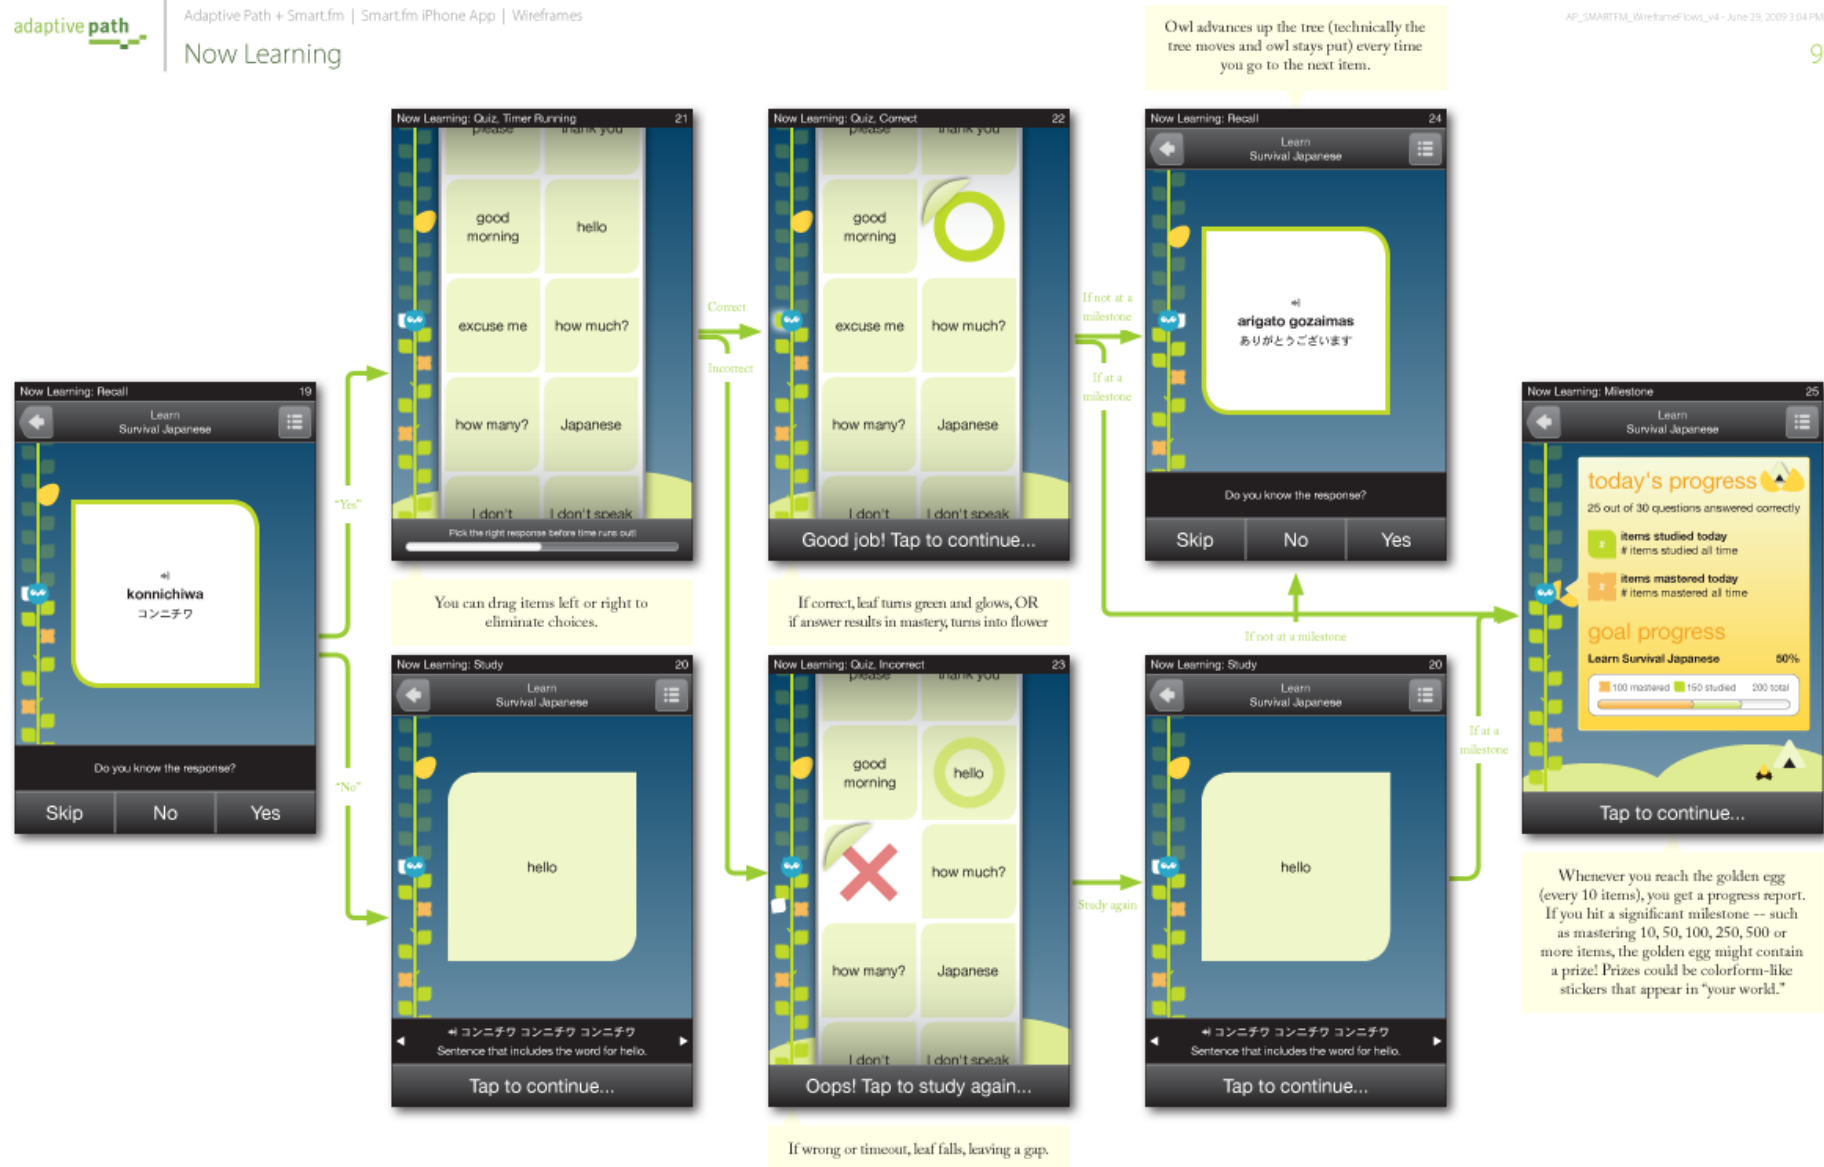 adaptive path
Adaptive Path + Smart.fm | Smart.fm iPhone App | Wireframes
Now Learning
AP_SMARTFM_WireframeFlows_v4 - June 29, 2009 3:04 PM
9
Owl advances up the tree (technically the
tree moves and owl stays put) every time
you go to the next item.
Now Learning: Recall 19
Learn
Survival Japanese
konnichiwa
コンニチワ
Do you know the response?
Skip No Yes
"Yes"
"No"
Now Learning: Quiz, Timer Running 21
please thank you
good
morning
hello
excuse me how much?
how many? Japanese
I don't I don't speak
Pick the right response before time runs out!
You can drag items left or right to
eliminate choices.
Now Learning: Study 20
Learn
Survival Japanese
hello
コンニチワ コンニチワ コンニチワ
Sentence that includes the word for hello.
Tap to continue...
Correct
Incorrect
Now Learning: Quiz, Correct 22
please thank you
good
morning
excuse me how much?
how many? Japanese
I don't I don't speak
Good job! Tap to continue...
If correct, leaf turns green and glows, OR
if answer results in mastery, turns into flower
Now Learning: Quiz, Incorrect 23
please thank you
good
morning
hello
how much?
how many? Japanese
I don't I don't speak
Oops! Tap to study again...
If wrong or timeout, leaf falls, leaving a gap.
If not at a
milestone
If at a
milestone
Study again
Now Learning: Recall 24
Learn
Survival Japanese
arigato gozaimas
ありがとうございます
Do you know the response?
Skip No Yes
If not at a milestone
Now Learning: Study 20
Learn
Survival Japanese
hello
コンニチワ コンニチワ コンニチワ
Sentence that includes the word for hello.
Tap to continue...
If at a
milestone
Now Learning: Milestone 25
Learn
Survival Japanese
today's progress
25 out of 30 questions answered correctly
items studied today
# items studied all time
items mastered today
# items mastered all time
goal progress
Learn Survival Japanese 50%
100 mastered 150 studied 200 total
Tap to continue...
Whenever you reach the golden egg
(every 10 items), you get a progress report.
If you hit a significant milestone -- such
as mastering 10, 50, 100, 250, 500 or
more items, the golden egg might contain
a prize! Prizes could be colorform-like
stickers that appear in "your world."